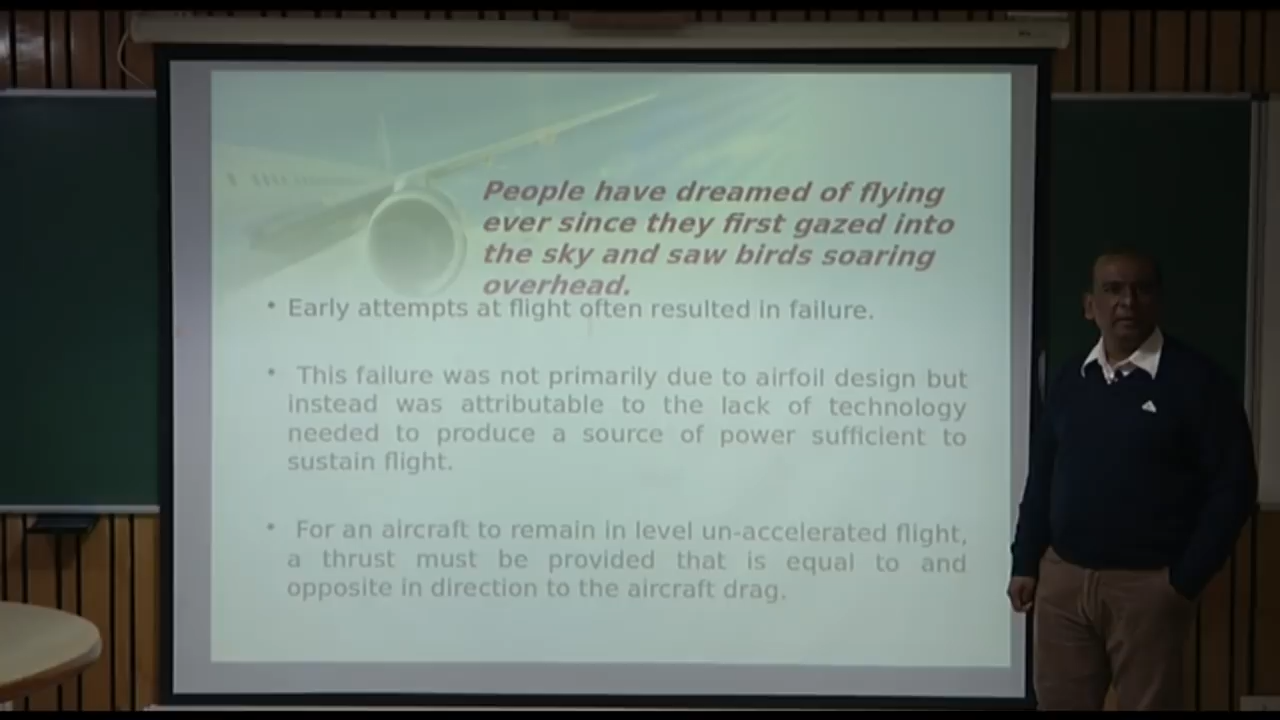 People have dreamed of flying
ever since they first gazed into
the sky and saw birds soaring
overhead.
• Early attempts at flight often resulted in failure.
• This failure was not primarily due to airfoil design but
instead was attributable to the lack of technology
needed to produce a source of power sufficient to
sustain flight.
• For an aircraft to remain in level un-accelerated flight,
a thrust must be provided that is equal to and
opposite in direction to the aircraft drag.